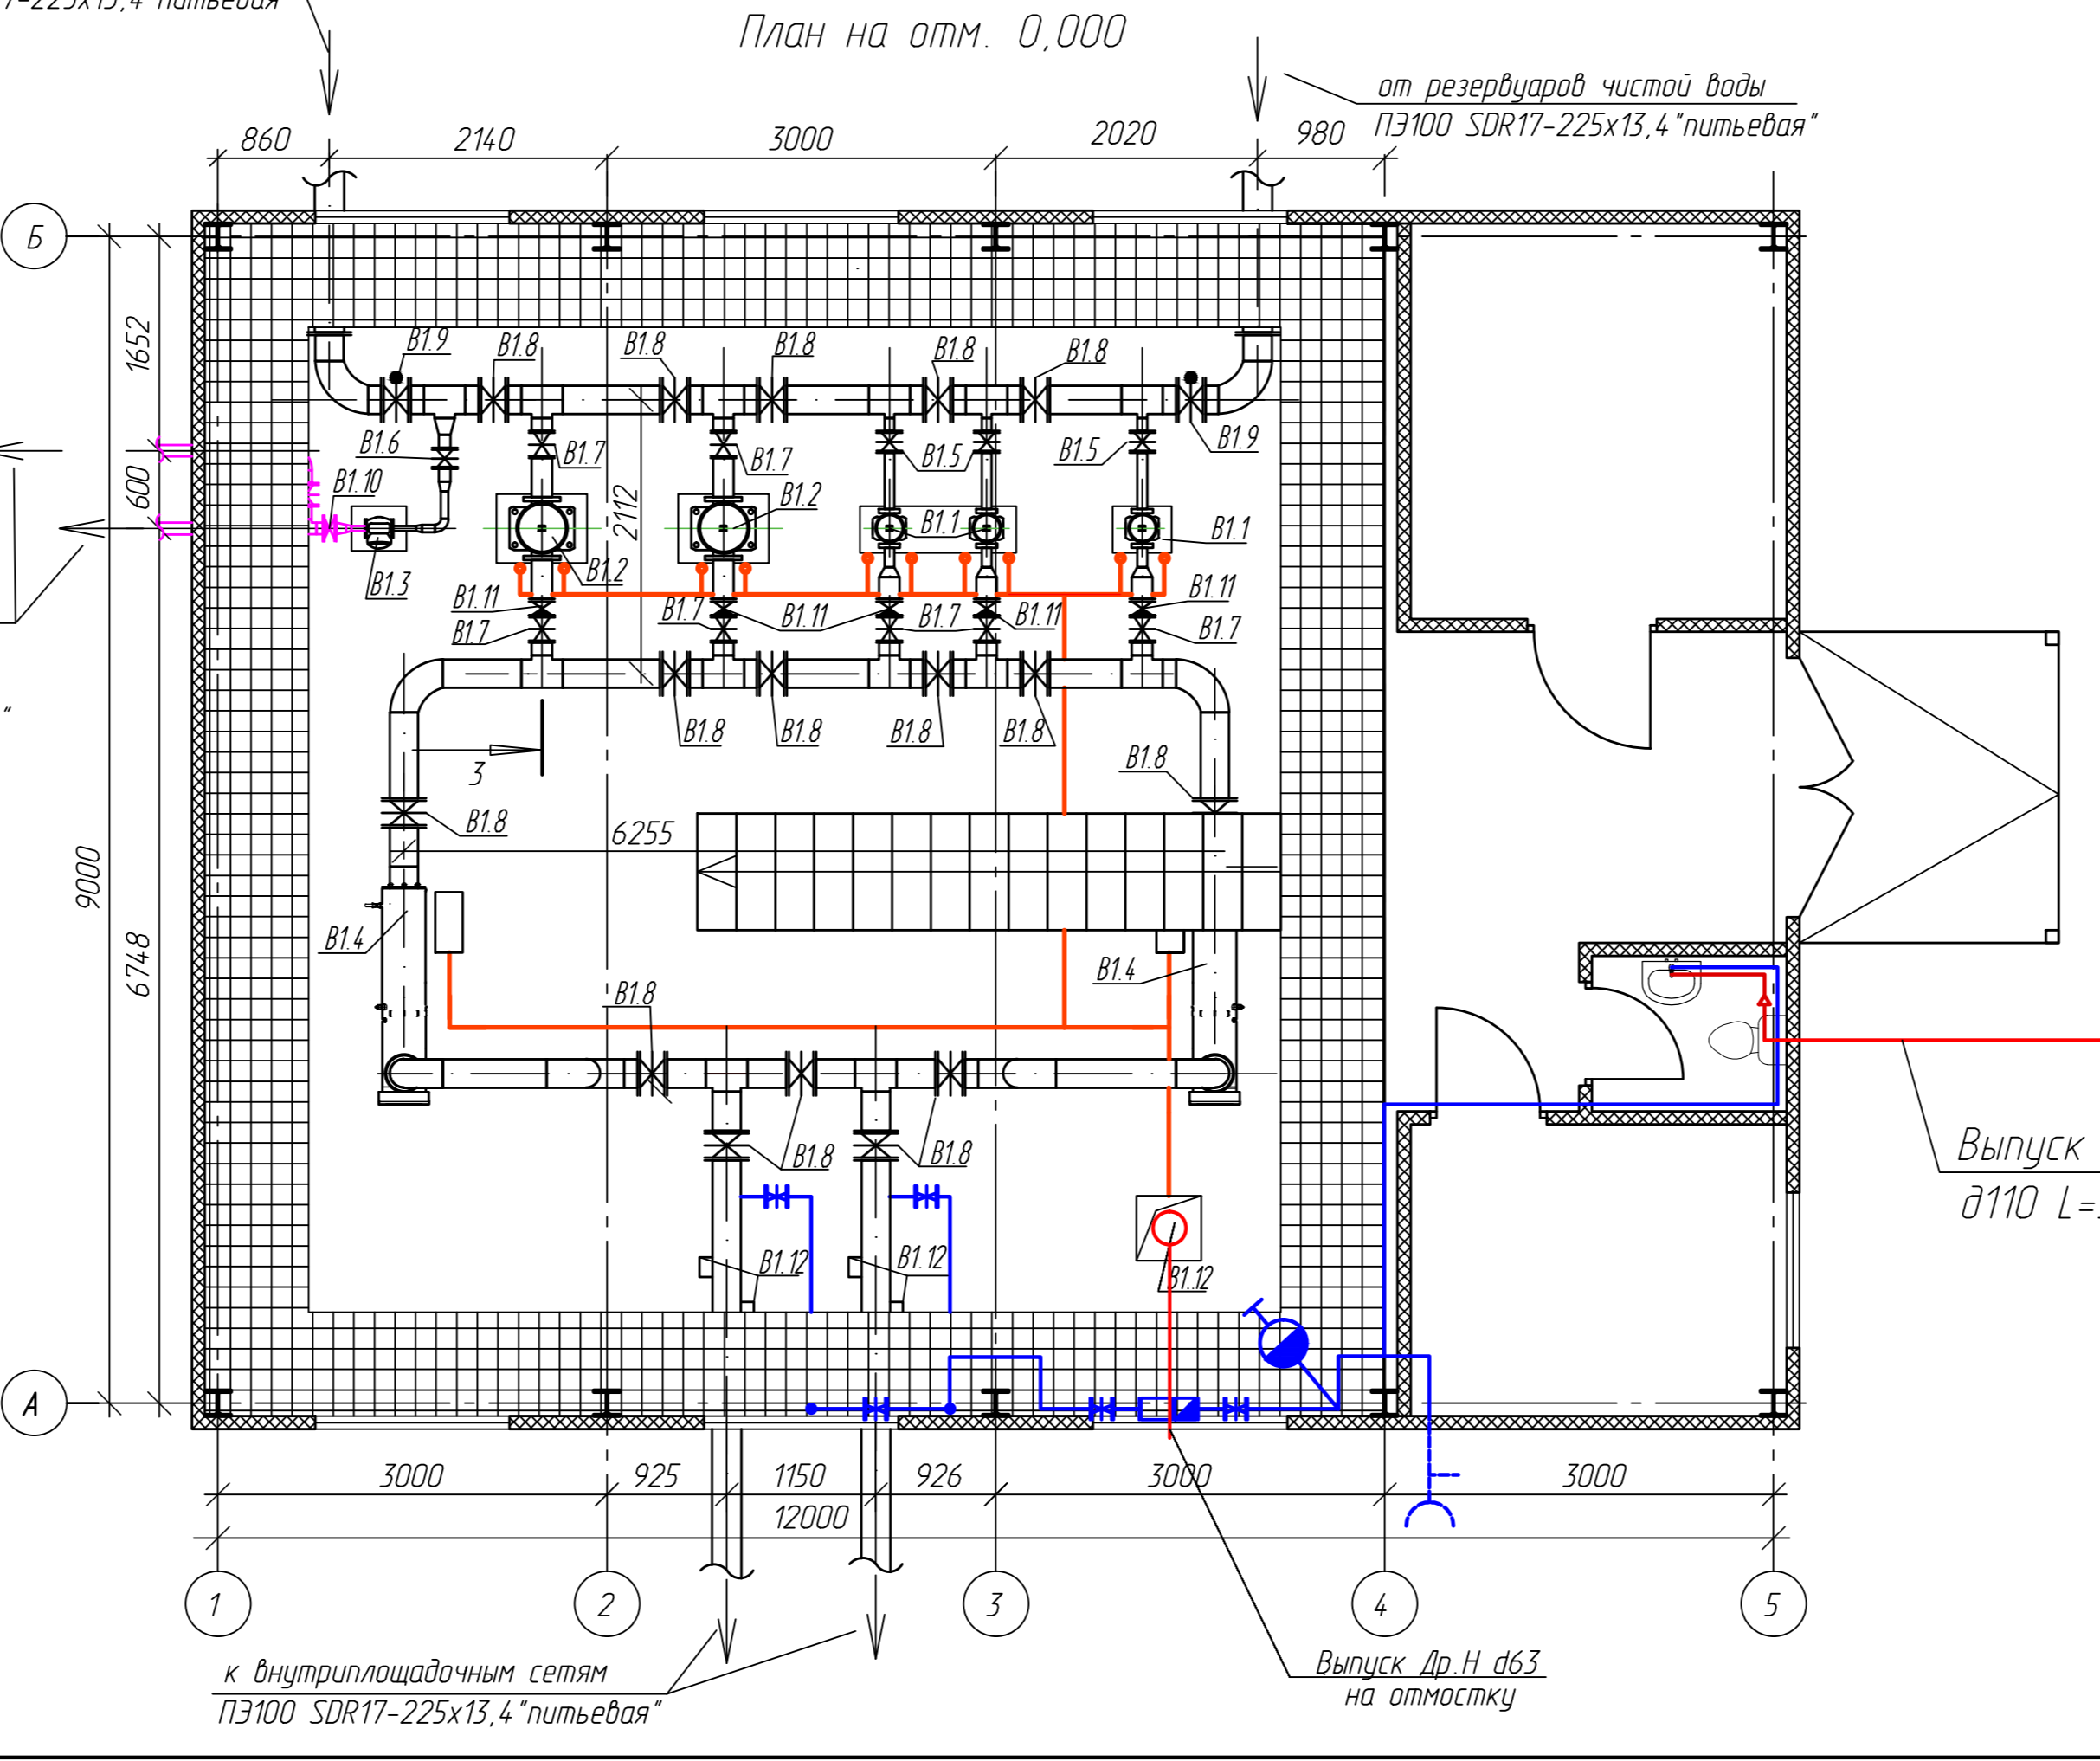 7-225x13,4"питьевая"
План на отм. 0,000
от резервуаров чистой воды
ПЭ100 SDR17-225x13,4"питьевая"
860
2140
3000
2020
980
Б
1652
600
9000
6748
"
А
В1.9
В1.8
В1.8
В1.8
В1.8
В1.8
В1.6
В1.7
В1.7
В1.5
В1.5
В1.9
В1.10
2112
В1.2
В1.1
В1.1
В1.3
В1.2
В1.11
В1.7
В1.11
В1.7
В1.11
В1.11
В1.7
В1.7
В1.8
В1.8
В1.8
В1.8
3
В1.8
В1.8
6255
В1.4
В1.4
В1.8
В1.8
В1.8
Выпуск
д110 L=
В1.12
В1.12
В1..12
3000
925
1150
926
3000
3000
12000
1
2
3
4
5
к внутриплощадочным сетям
ПЭ100 SDR17-225x13,4"питьевая"
Выпуск Др.Н d63
на отмостку